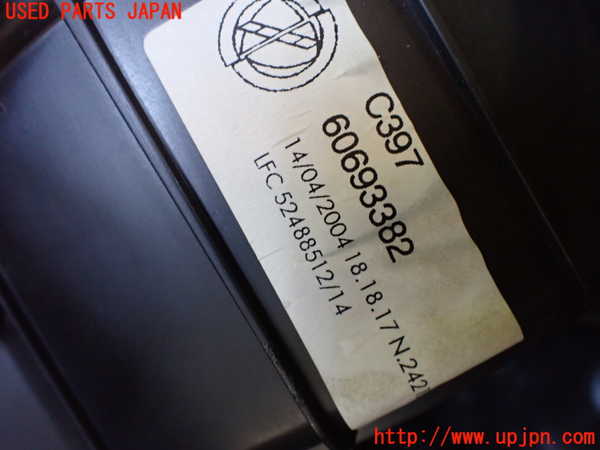 USED PARTS JAPAN
C397
60693382
14/04/2004 18.18.17 N.242
LFC 52488512/14
http://www.upjpn.com/